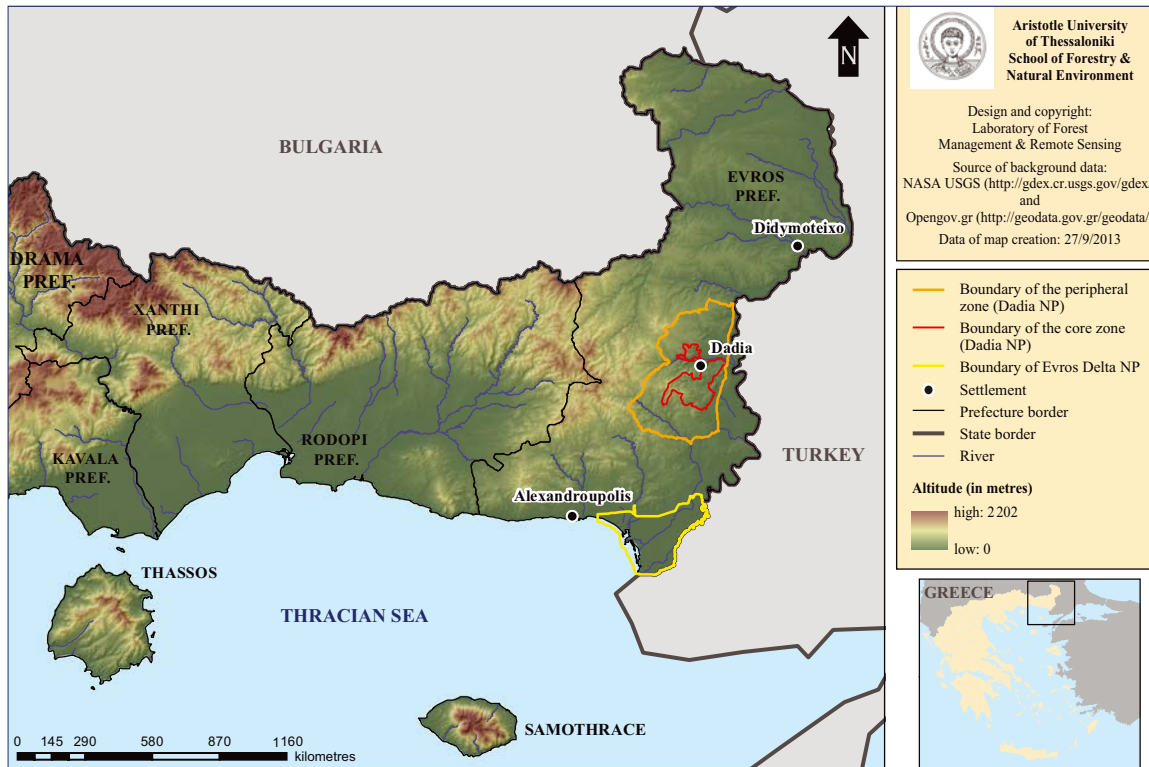 BULGARIA
N
EVROS
PREF.
Didymoteixo
DRAMA
PREF.
XANTHI
PREF.
Dadia
RODOPI
PREF.
KAVALA
PREF.
TURKEY
Alexandroupolis
THASSOS
THRACIAN SEA
SAMOTHRACE
0 145 290 580 870 1160
kilometres
Aristotle University
of Thessaloniki
School of Forestry &
Natural Environment
Design and copyright:
Laboratory of Forest
Management & Remote Sensing
Source of background data:
NASA USGS (http://gdex.cr.usgs.gov/gdex/
and
Opengov.gr (http://geodata.gov.gr/geodata/
Data of map creation: 27/9/2013
Boundary of the peripheral
zone (Dadia NP)
Boundary of the core zone
(Dadia NP)
Boundary of Evros Delta NP
Settlement
Prefecture border
State border
River
Altitude (in metres)
high: 2202
low: 0
GREECE